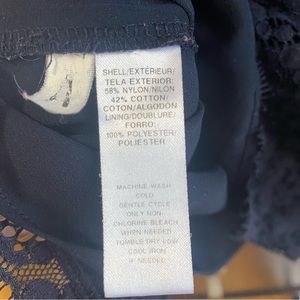 SHELL/EXTÉRIEUR/
TELA EXTERIOR:
58% NYLON/NILON
42% COTTON/
COTON/ALGODON
LINING/DOUBLURE/
FORRO:
100% POLYESTER/
POLIESTER
MACHINE WASH
COLD
GENTLE CYCLE
ONLY NON-
CHLORINE BLEACH
WHEN NEEDED
TUMBLE DRY LOW
COOL IRON
IF NEEDED